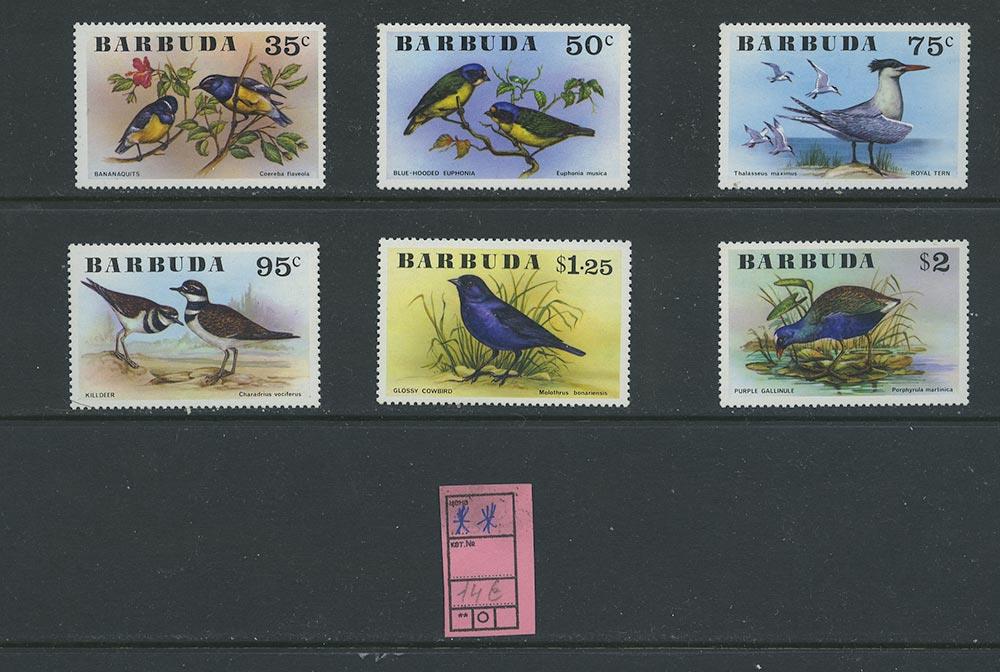 BARBUDA 35c
BANANAQUITS Coereba flaveola
BARBUDA 50c
BLUE-HOODED EUPHONIA Euphonia musica
BARBUDA 75c
Thalasseus maximus ROYAL TERN
BARBUDA 95c
KILLDEER Charadrius vociferus
BARBUDA $1·25
GLOSSY COWBIRD Molothrus bonariensis
BARBUDA $2
PURPLE GALLINULE Porphyrula martinica
цена
**
кот.№
14
** О